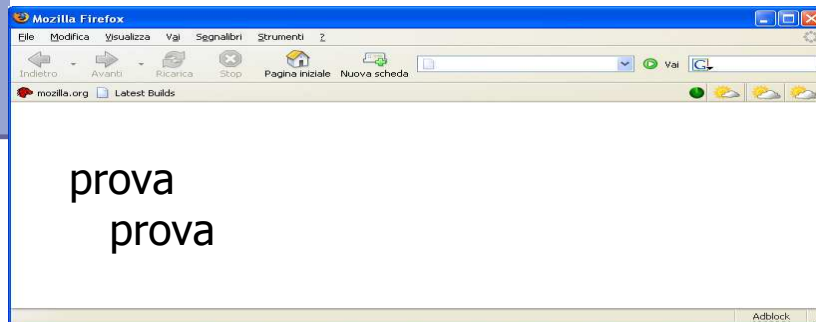 Mozilla Firefox
File Modifica Visualizza Vai Segnalibri Strumenti ?
Indietro Avanti Ricarica Stop Pagina iniziale Nuova scheda Vai G
mozilla.org Latest Builds
prova
prova
Adblock